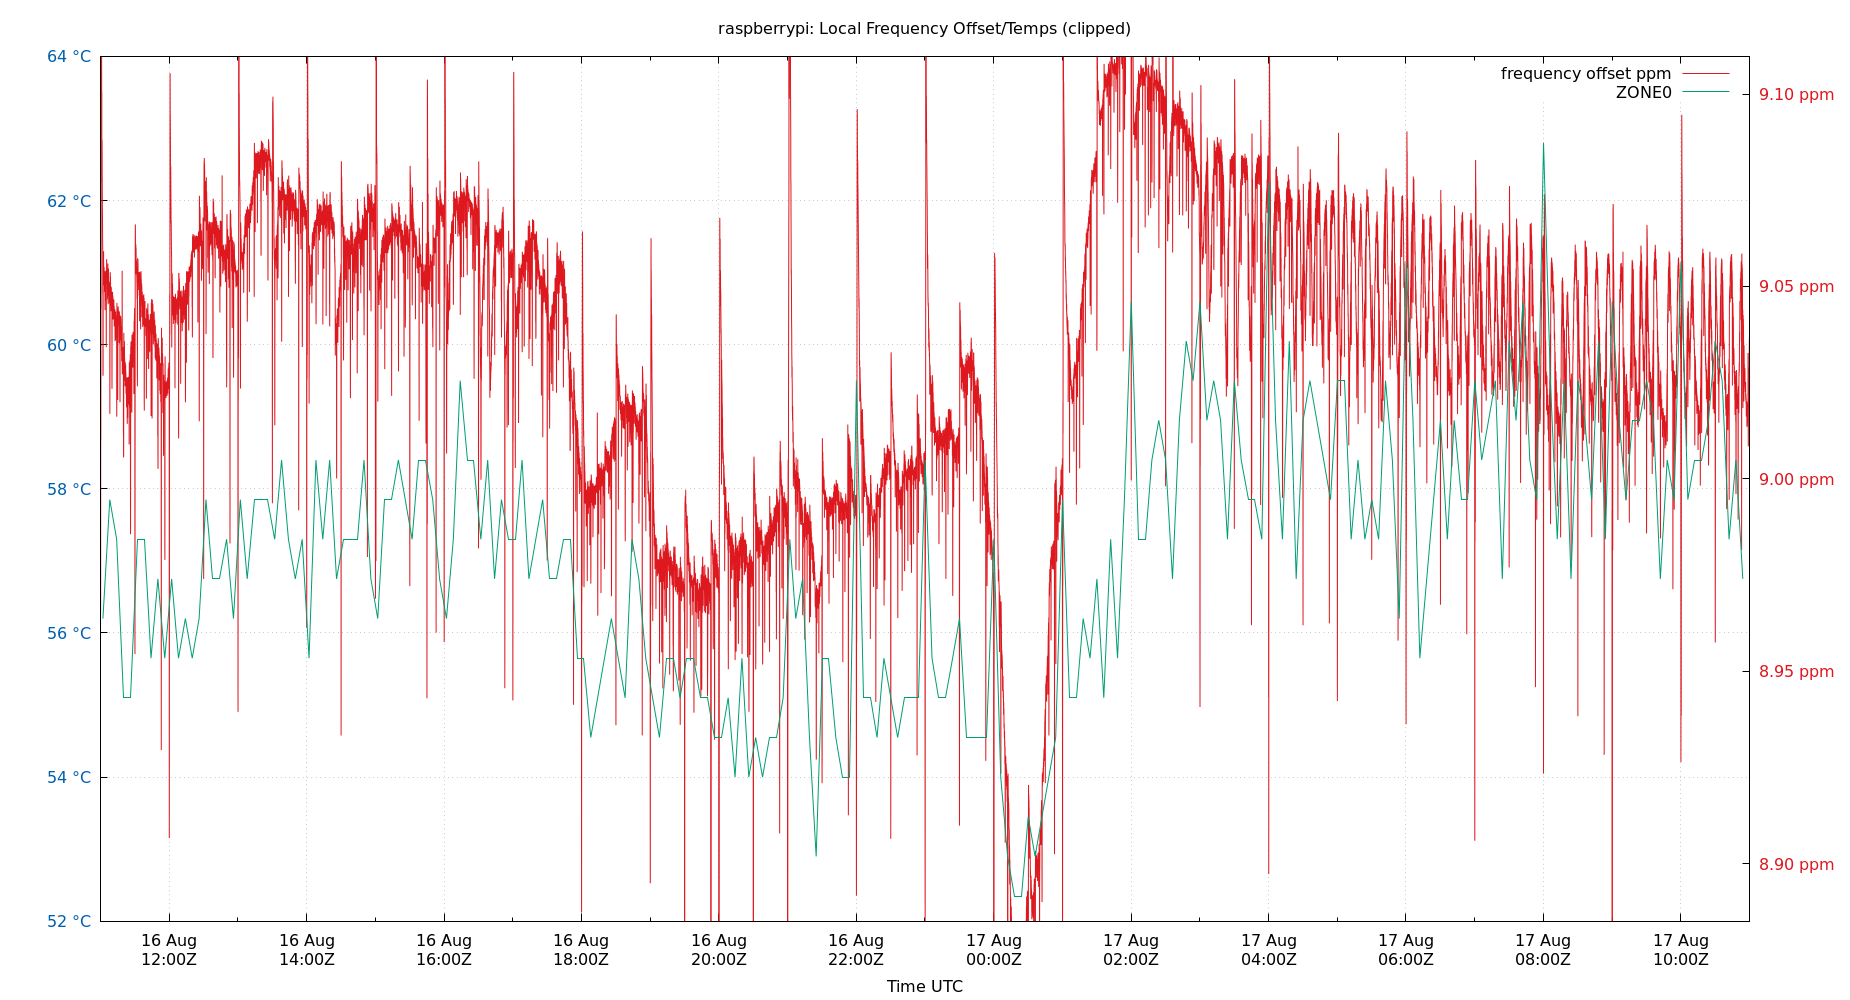 raspberrypi: Local Frequency Offset/Temps (clipped)
64 °C
62 °C
60 °C
58 °C
56 °C
54 °C
52 °C
frequency offset ppm
ZONE0
9.10 ppm
9.05 ppm
9.00 ppm
8.95 ppm
8.90 ppm
16 Aug
12:00Z
16 Aug
14:00Z
16 Aug
16:00Z
16 Aug
18:00Z
16 Aug
20:00Z
16 Aug
22:00Z
17 Aug
00:00Z
17 Aug
02:00Z
17 Aug
04:00Z
17 Aug
06:00Z
17 Aug
08:00Z
17 Aug
10:00Z
Time UTC